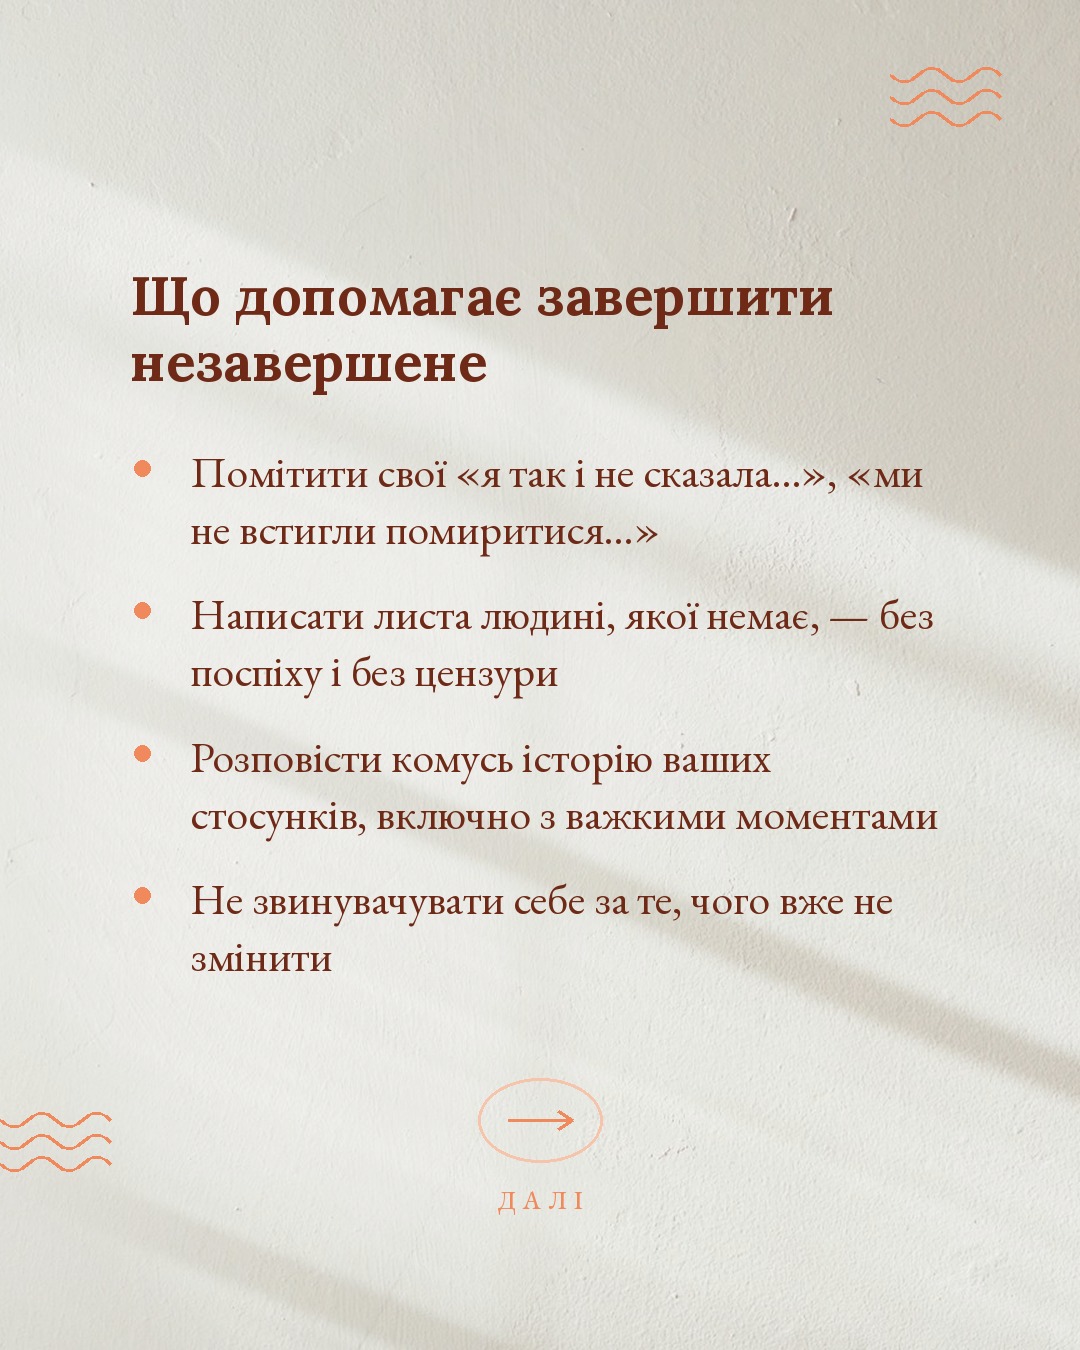 Що допомагає завершити
незавершене
Помітити свої «я так і не сказала...», «ми
не встигли помиритися...»
Написати листа людині, якої немає, — без
поспіху і без цензури
Розповісти комусь історію ваших
стосунків, включно з важкими моментами
Не звинувачувати себе за те, чого вже не
змінити
ДАЛІ